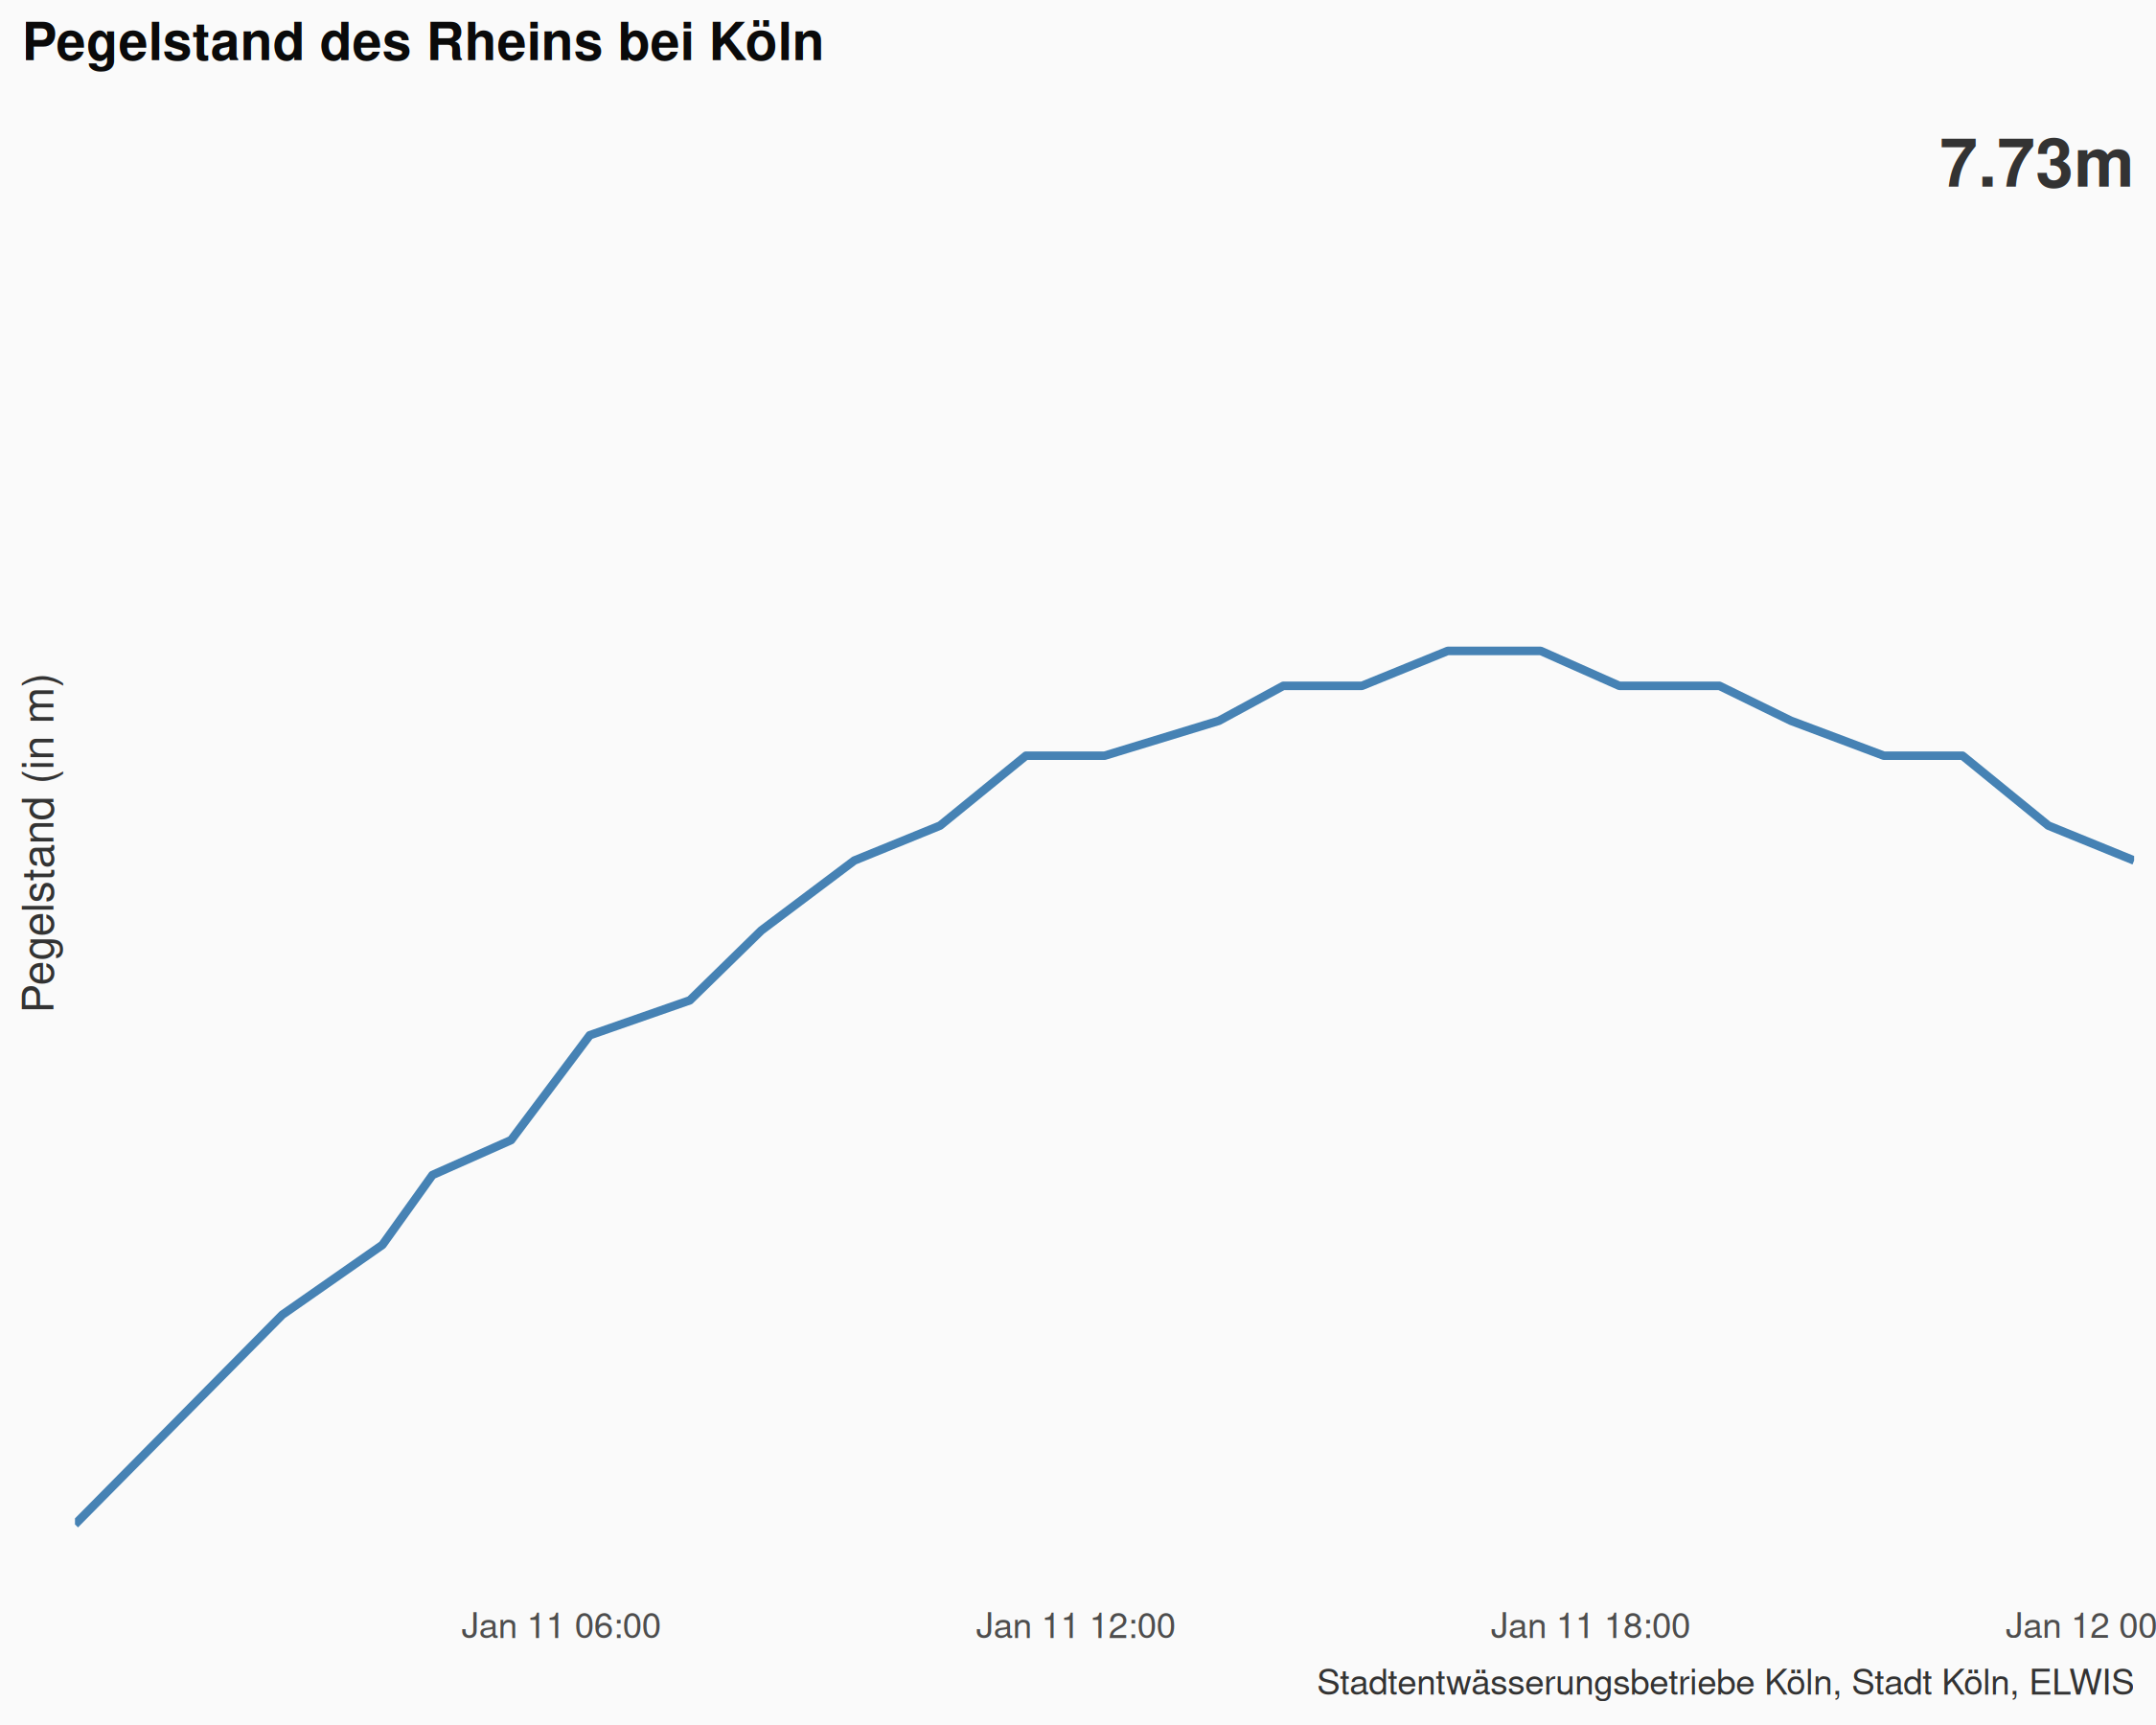 Pegelstand des Rheins bei Köln
7.73m
Pegelstand (in m)
Jan 11 06:00
Jan 11 12:00
Jan 11 18:00
Jan 12 00
Stadtentwässerungsbetriebe Köln, Stadt Köln, ELWIS